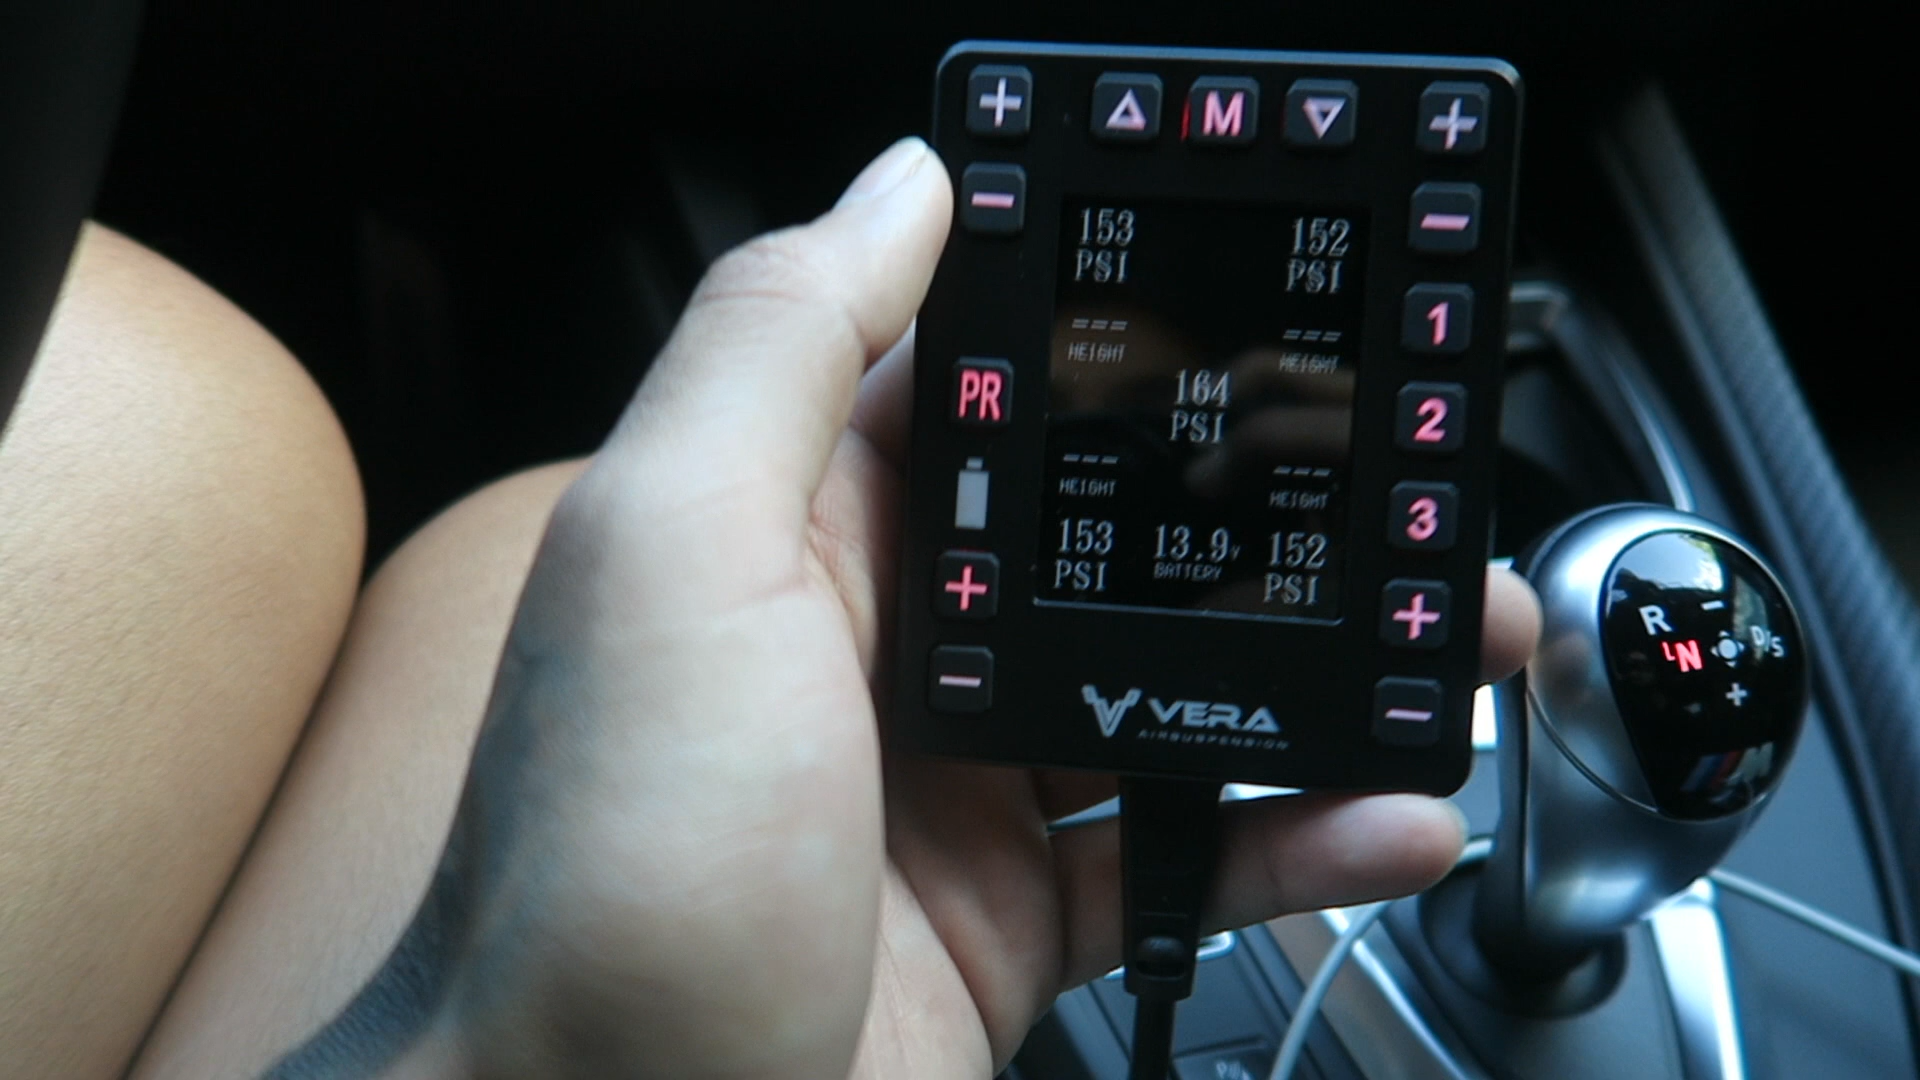 + M +
− −
153 152
PSI PSI
--- ---
HEIGHT HEIGHT
1
164
PSI
PR
2
--- ---
HEIGHT HEIGHT
3
153 13.9V 152
PSI BATTERY PSI
+ +
− −
VERA
AIRSUSPENSION
R −
N D/S
+
M